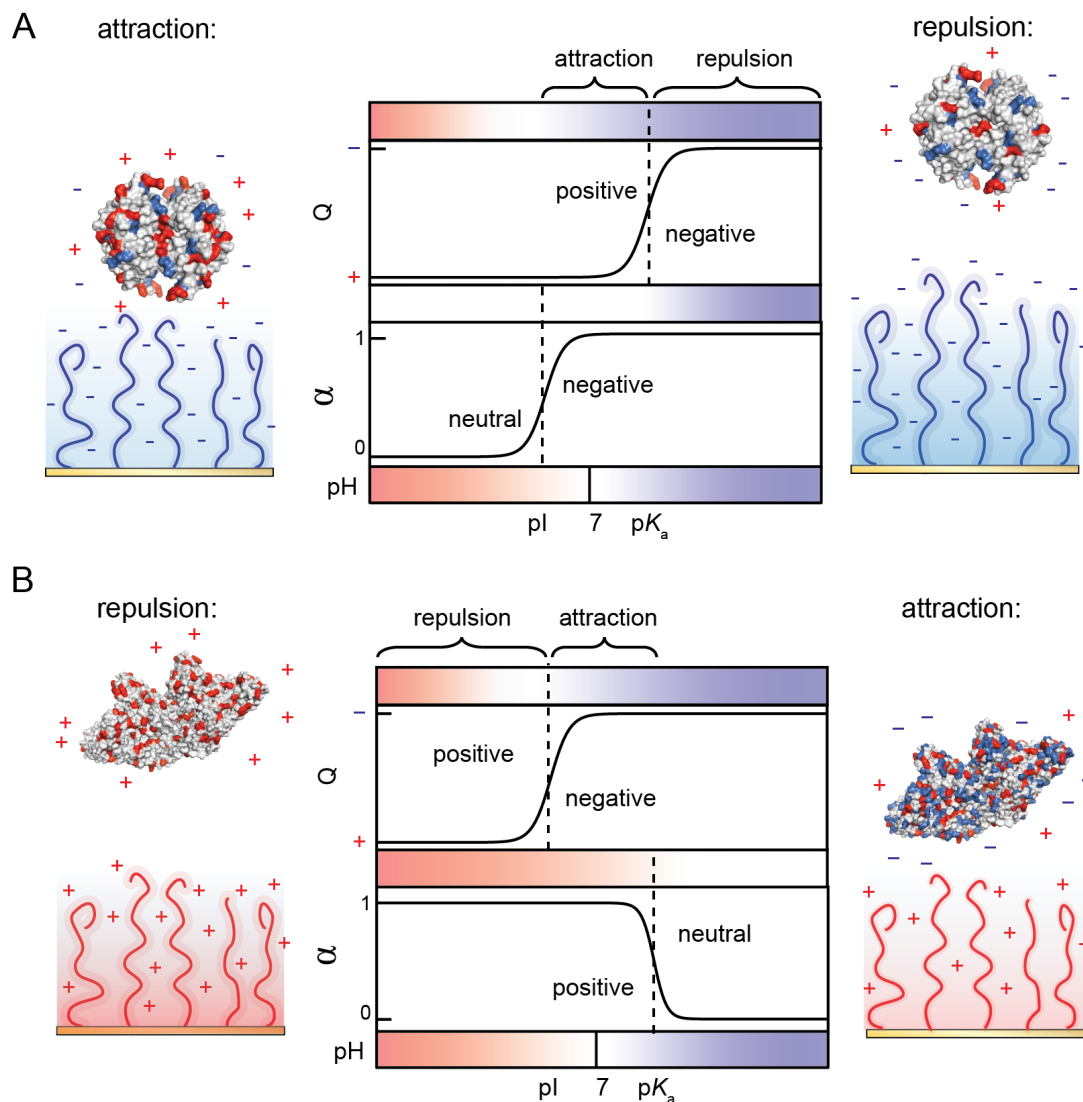 A
attraction:
repulsion:
attraction
repulsion
−
Q
+
positive
negative
1
α
0
neutral
negative
pH
pI
7
pKa
B
repulsion:
attraction:
repulsion
attraction
−
Q
+
positive
negative
1
α
0
neutral
positive
pH
pI
7
pKa